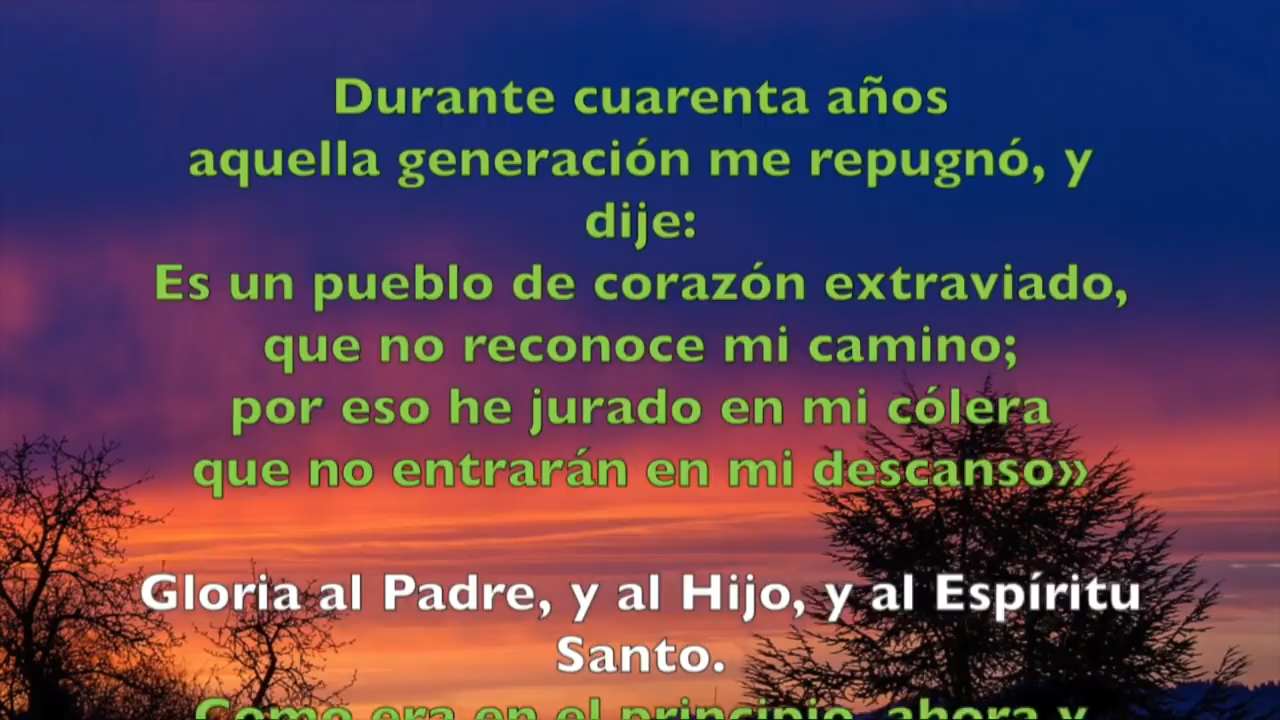 Durante cuarenta años
aquella generación me repugnó, y
dije:
Es un pueblo de corazón extraviado,
que no reconoce mi camino;
por eso he jurado en mi cólera
que no entrarán en mi descanso»
Gloria al Padre, y al Hijo, y al Espíritu
Santo.
Como era en el principio, ahora y